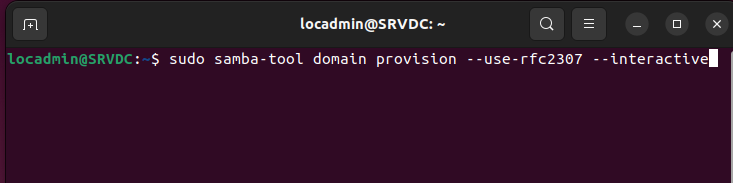 locadmin@SRVDC: ~
locadmin@SRVDC:~$ sudo samba-tool domain provision --use-rfc2307 --interactive